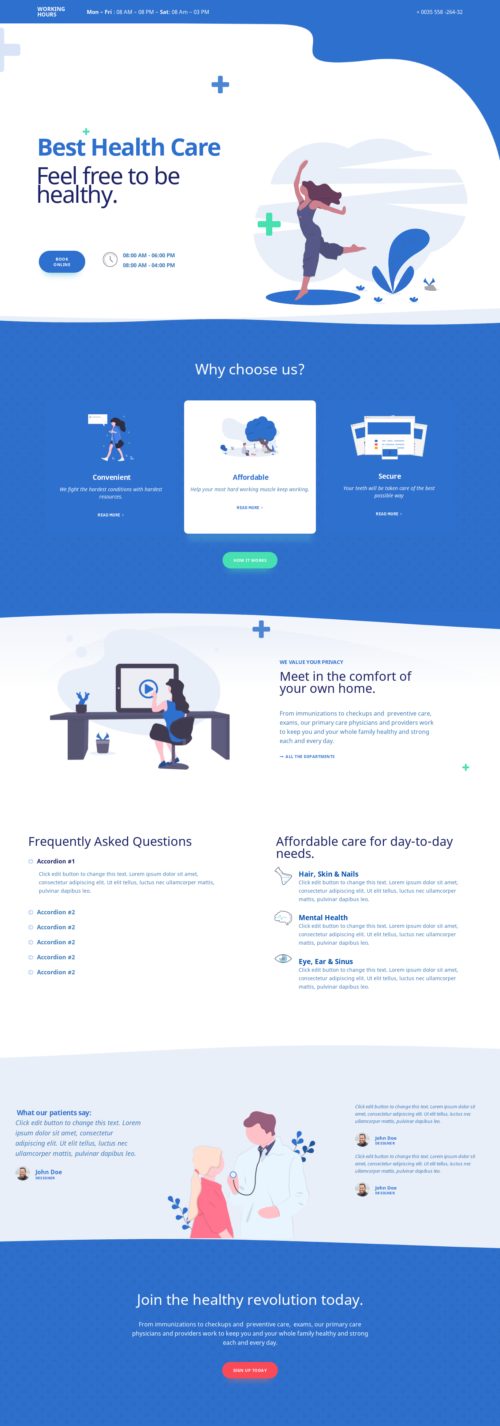 WORKING
HOURS
Mon – Fri : 08 AM – 08 PM – Sat: 08 Am – 03 PM
+ 0035 558 -264-32
Best Health Care
Feel free to be
healthy.
BOOK
ONLINE
08:00 AM - 06:00 PM
08:00 AM - 04:00 PM
Why choose us?
Convenient
We fight the hardest conditions with hardest
resources.
READ MORE
Affordable
Help your most hard working muscle keep working.
READ MORE
Secure
Your teeth will be taken care of the best
possible way
READ MORE
HOW IT WORKS
WE VALUE YOUR PRIVACY
Meet in the comfort of
your own home.
From immunizations to checkups and preventive care,
exams, our primary care physicians and providers work
to keep you and your whole family healthy and strong
each and every day.
→ ALL THE DEPARTMENTS
Frequently Asked Questions
Accordion #1
Click edit button to change this text. Lorem ipsum dolor sit amet,
consectetur adipiscing elit. Ut elit tellus, luctus nec ullamcorper mattis,
pulvinar dapibus leo.
Accordion #2
Accordion #2
Accordion #2
Accordion #2
Accordion #2
Affordable care for day-to-day
needs.
Hair, Skin & Nails
Click edit button to change this text. Lorem ipsum dolor sit amet,
consectetur adipiscing elit. Ut elit tellus, luctus nec ullamcorper
mattis, pulvinar dapibus leo.
Mental Health
Click edit button to change this text. Lorem ipsum dolor sit amet,
consectetur adipiscing elit. Ut elit tellus, luctus nec ullamcorper
mattis, pulvinar dapibus leo.
Eye, Ear & Sinus
Click edit button to change this text. Lorem ipsum dolor sit amet,
consectetur adipiscing elit. Ut elit tellus, luctus nec ullamcorper
mattis, pulvinar dapibus leo.
What our patients say:
Click edit button to change this text. Lorem
ipsum dolor sit amet, consectetur
adipiscing elit. Ut elit tellus, luctus nec
ullamcorper mattis, pulvinar dapibus leo.
John Doe
DESIGNER
Click edit button to change this text. Lorem ipsum dolor sit
amet, consectetur adipiscing elit. Ut elit tellus, luctus nec
ullamcorper mattis, pulvinar dapibus leo.
John Doe
DESIGNER
Click edit button to change this text. Lorem ipsum dolor sit
amet, consectetur adipiscing elit. Ut elit tellus, luctus nec
ullamcorper mattis, pulvinar dapibus leo.
John Doe
DESIGNER
Join the healthy revolution today.
From immunizations to checkups and preventive care, exams, our primary care
physicians and providers work to keep you and your whole family healthy and strong
each and every day.
SIGN UP TODAY